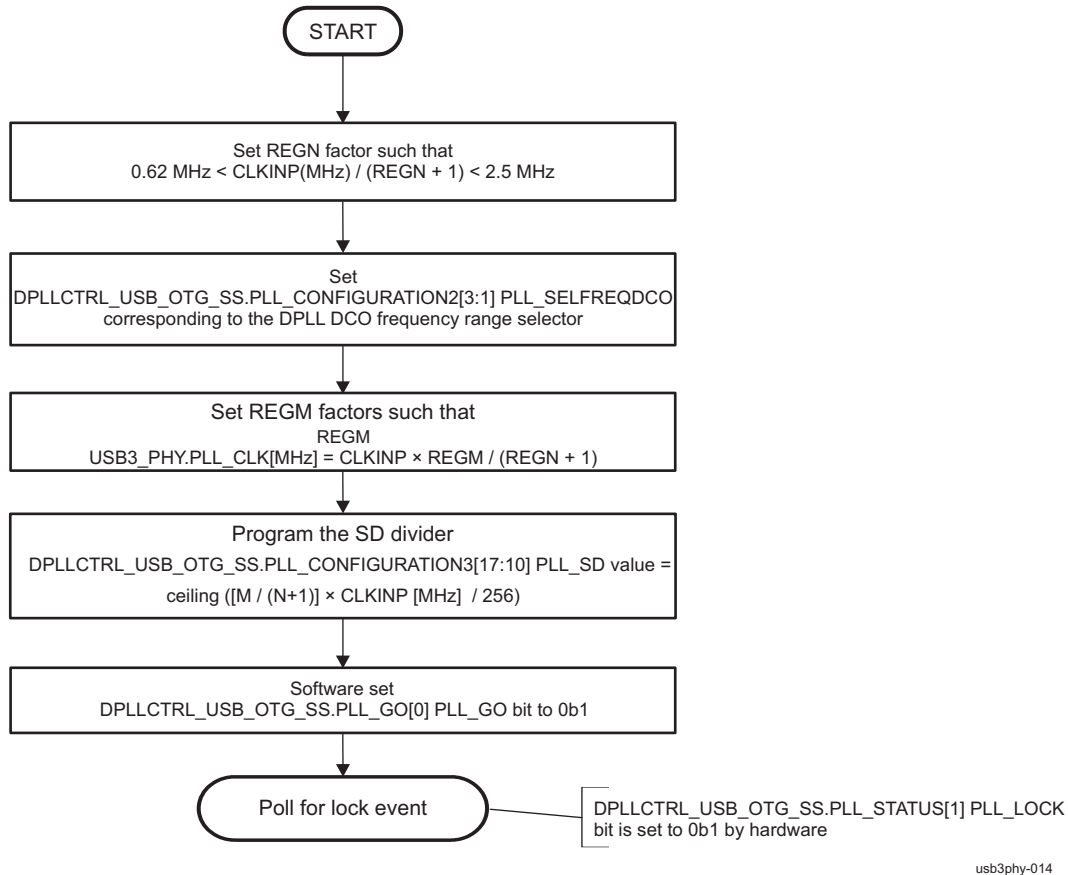 START
Set REGN factor such that
0.62 MHz < CLKINP(MHz) / (REGN + 1) < 2.5 MHz
Set
DPLLCTRL_USB_OTG_SS.PLL_CONFIGURATION2[3:1] PLL_SELFREQDCO
corresponding to the DPLL DCO frequency range selector
Set REGM factors such that
REGM
USB3_PHY.PLL_CLK[MHz] = CLKINP × REGM / (REGN + 1)
Program the SD divider
DPLLCTRL_USB_OTG_SS.PLL_CONFIGURATION3[17:10] PLL_SD value =
ceiling ([M / (N+1)] × CLKINP [MHz] / 256)
Software set
DPLLCTRL_USB_OTG_SS.PLL_GO[0] PLL_GO bit to 0b1
Poll for lock event
DPLLCTRL_USB_OTG_SS.PLL_STATUS[1] PLL_LOCK
bit is set to 0b1 by hardware
usb3phy-014